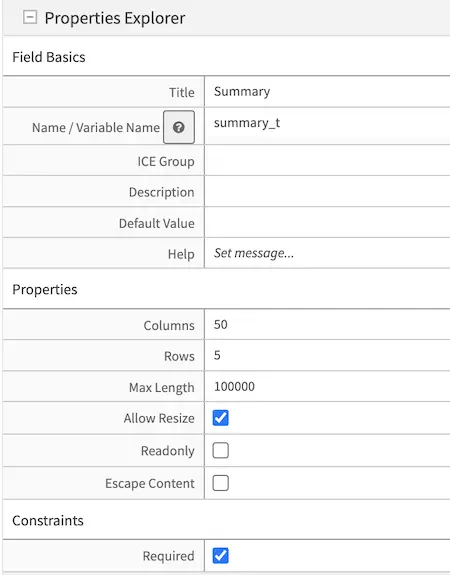 Properties Explorer
Field Basics
Title Summary
Name / Variable Name ? summary_t
ICE Group
Description
Default Value
Help Set message...
Properties
Columns 50
Rows 5
Max Length 100000
Allow Resize
Readonly
Escape Content
Constraints
Required